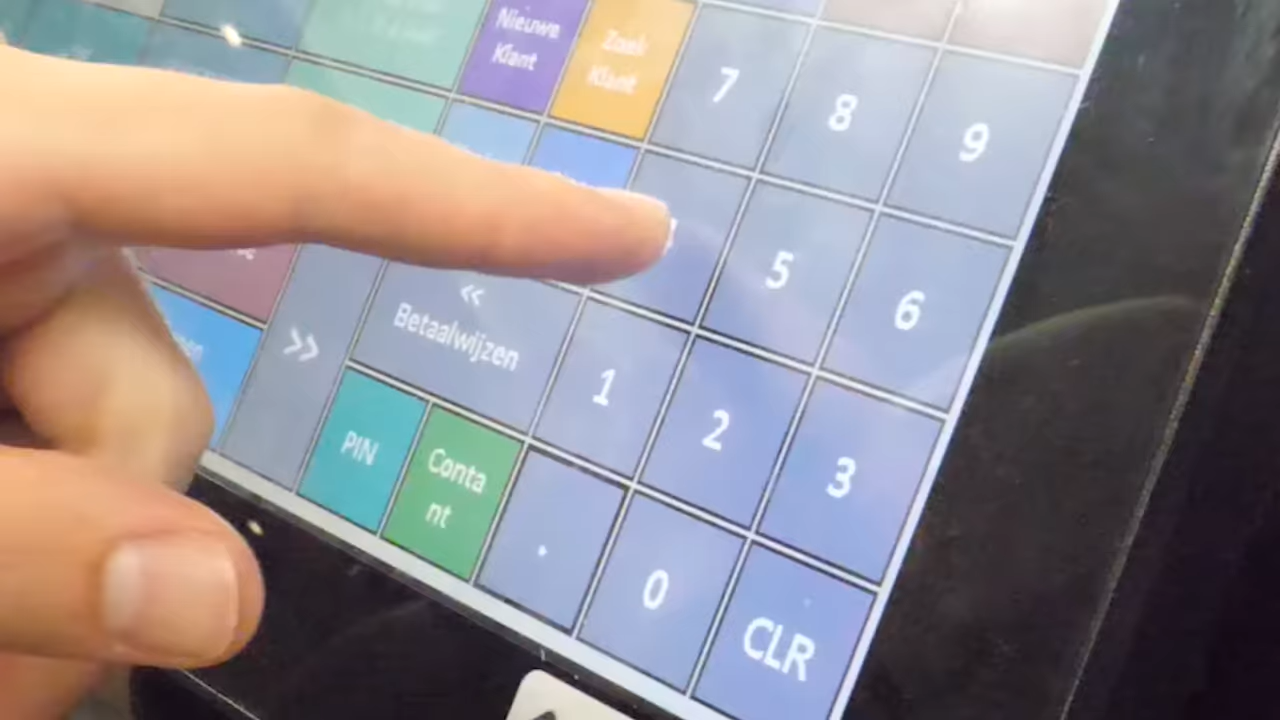 Nieuwe
Klant
Zoek
Klant
7
8
9
5
6
<<
Betaalwijzen
>>
1
2
3
PIN
Conta
nt
.
0
CLR